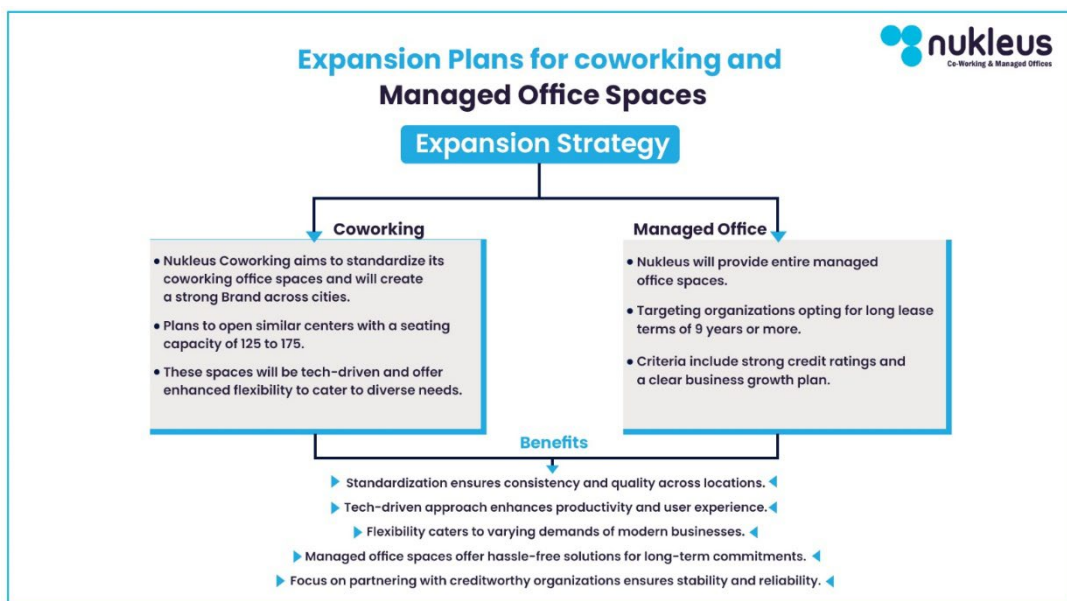 nukleus
Co-Working & Managed Offices
Expansion Plans for coworking and
Managed Office Spaces
Expansion Strategy
Coworking
• Nukleus Coworking aims to standardize its
coworking office spaces and will create
a strong Brand across cities.
• Plans to open similar centers with a seating
capacity of 125 to 175.
• These spaces will be tech-driven and offer
enhanced flexibility to cater to diverse needs.
Managed Office
• Nukleus will provide entire managed
office spaces.
• Targeting organizations opting for long lease
terms of 9 years or more.
• Criteria include strong credit ratings and
a clear business growth plan.
Benefits
Standardization ensures consistency and quality across locations.
Tech-driven approach enhances productivity and user experience.
Flexibility caters to varying demands of modern businesses.
Managed office spaces offer hassle-free solutions for long-term commitments.
Focus on partnering with creditworthy organizations ensures stability and reliability.